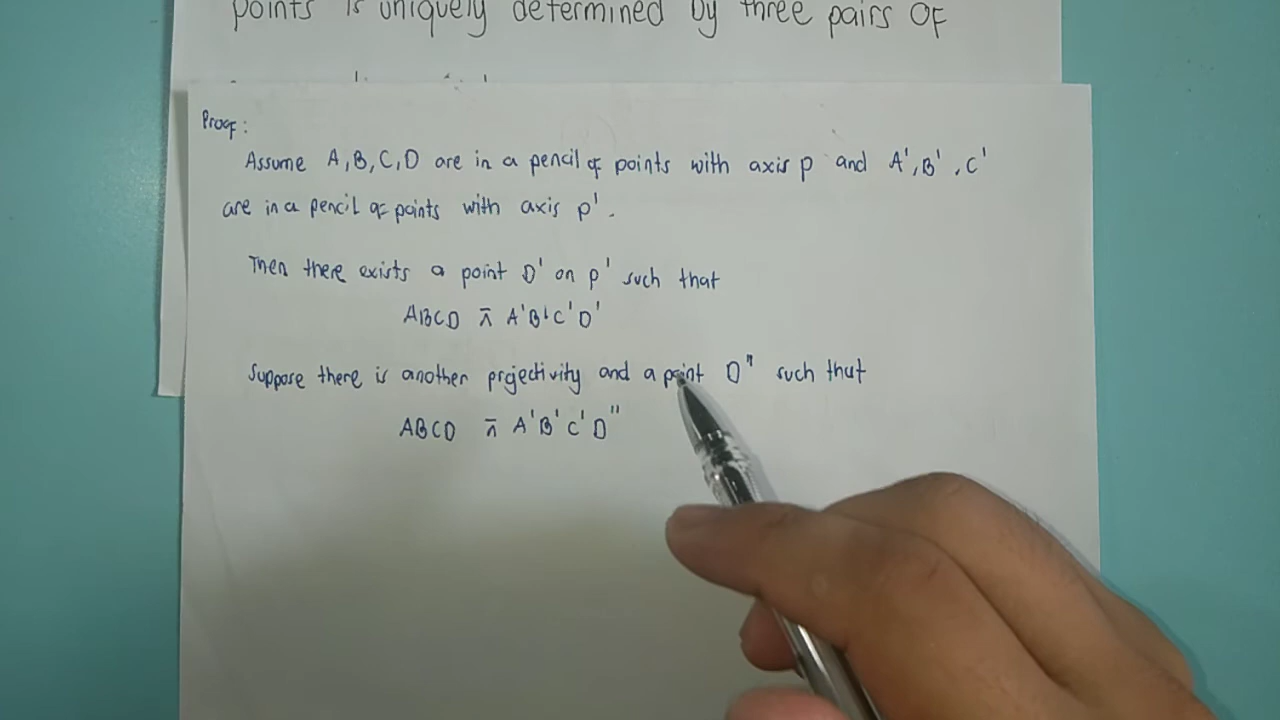 points is uniquely determined by three pairs of
Proof:
Assume A,B,C,D are in a pencil of points with axis p and A',B',C'
are in a pencil of points with axis p'.
Then there exists a point D' on p' such that
ABCD ⊼ A'B'C'D'
Suppose there is another projectivity and a point D" such that
ABCD ⊼ A'B'C'D"